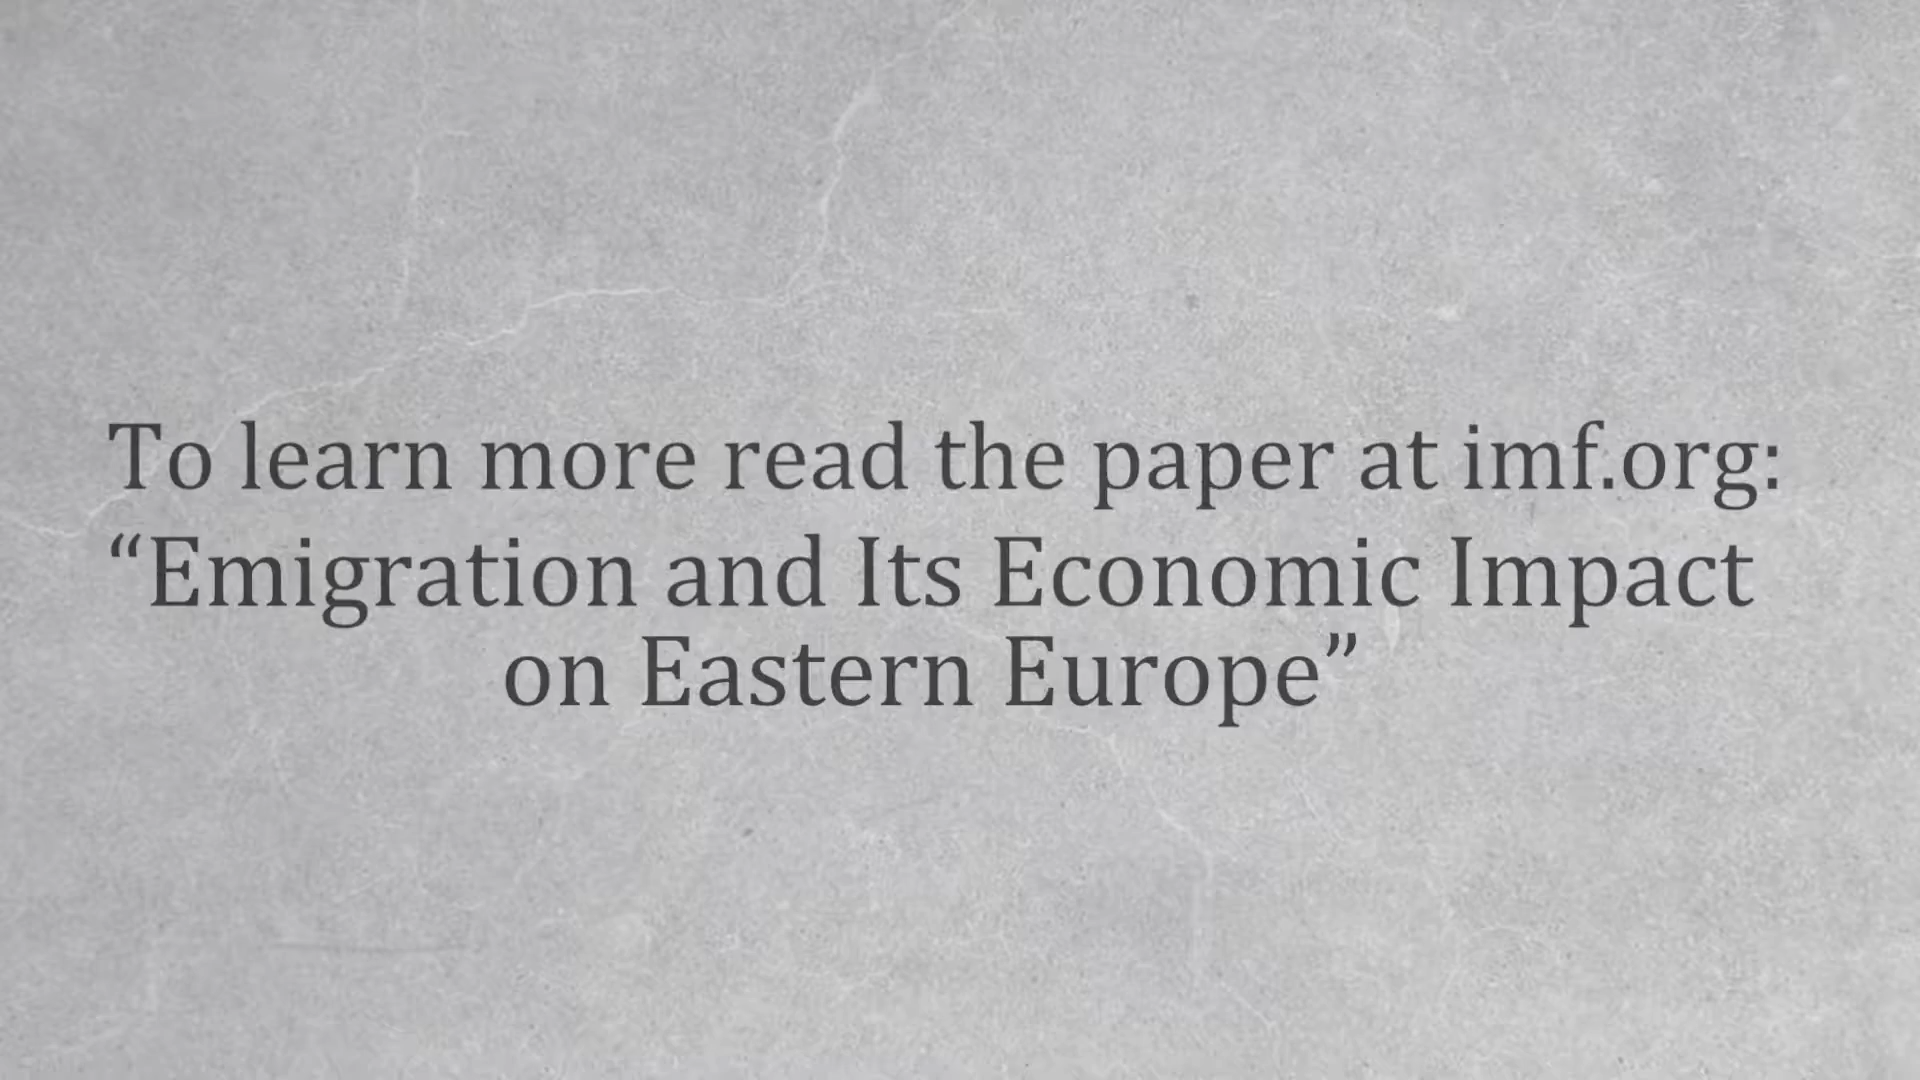 To learn more read the paper at imf.org:
“Emigration and Its Economic Impact
on Eastern Europe”